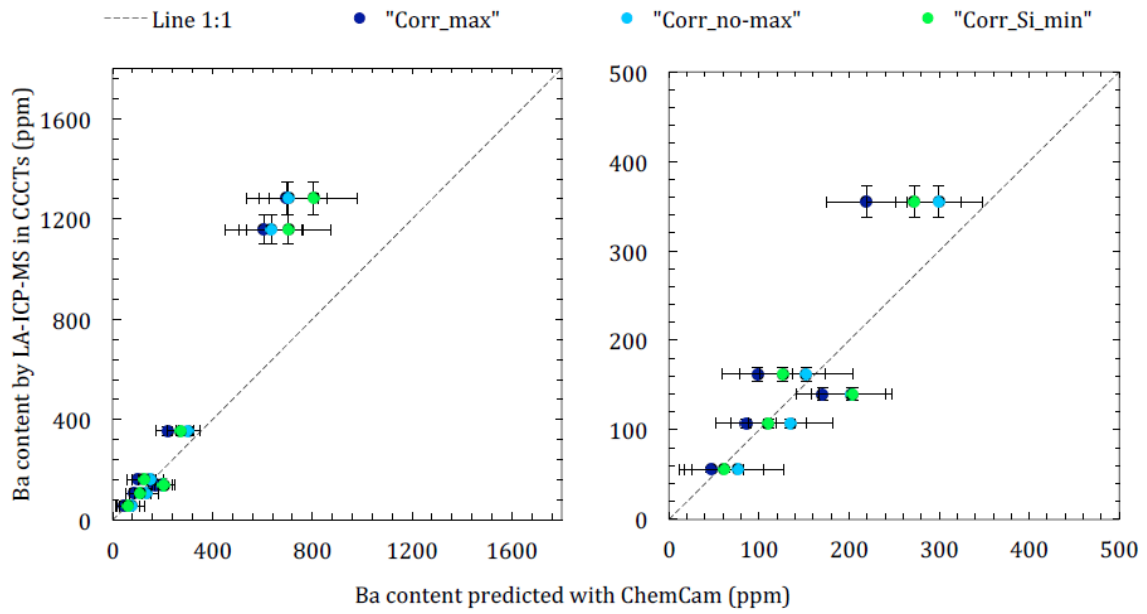 Line 1:1 "Corr_max" "Corr_no-max" "Corr_Si_min"
Ba content by LA-ICP-MS in CCCTs (ppm)
1600
1200
800
400
0
0 400 800 1200 1600
500
400
300
200
100
0
0 100 200 300 400 500
Ba content predicted with ChemCam (ppm)